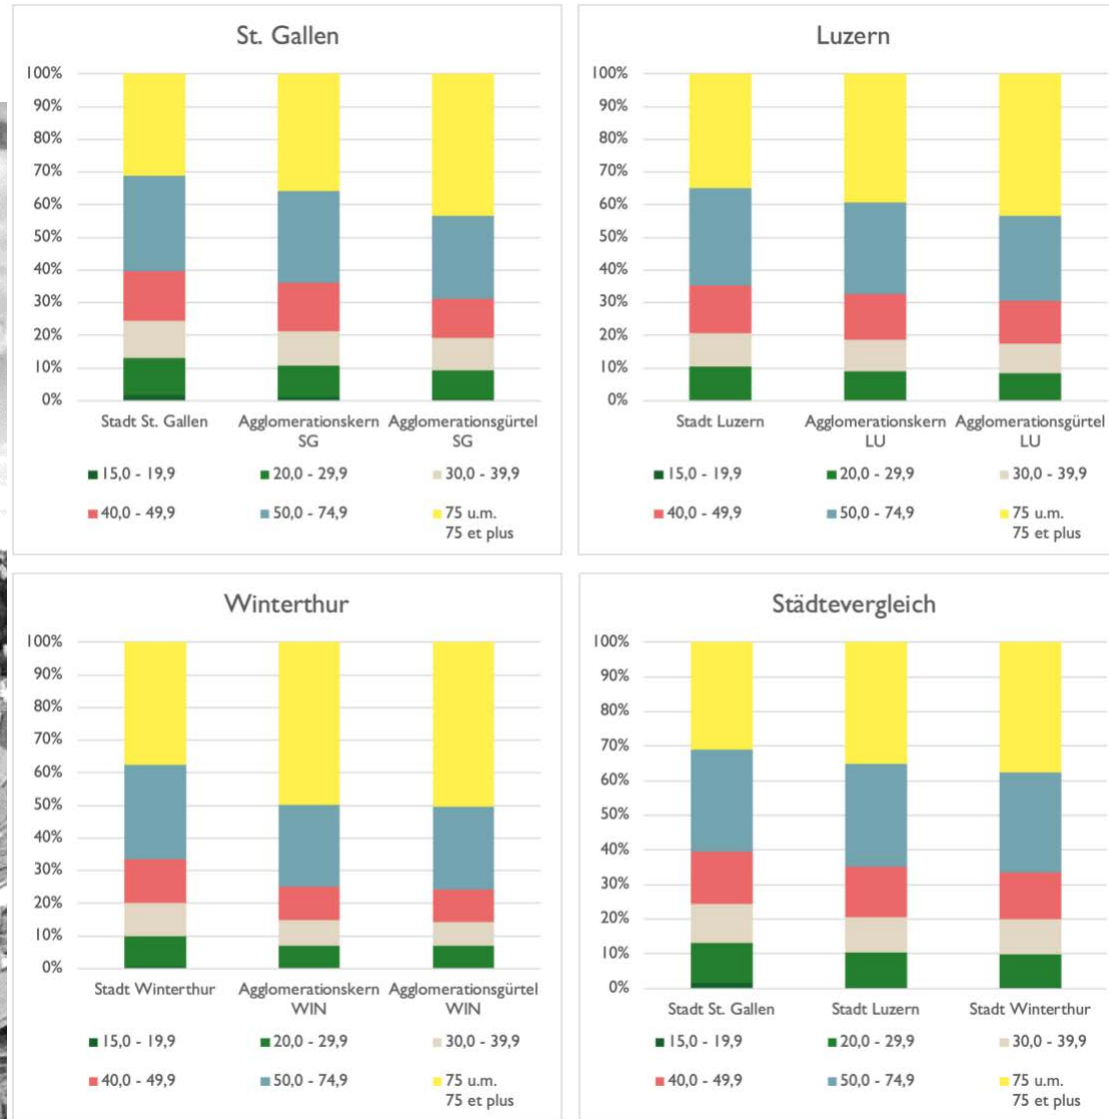 St. Gallen
100%
90%
80%
70%
60%
50%
40%
30%
20%
10%
0%
Stadt St. Gallen
Agglomerationskern
SG
Agglomerationsgürtel
SG
15,0 - 19,9
20,0 - 29,9
30,0 - 39,9
40,0 - 49,9
50,0 - 74,9
75 u.m.
75 et plus
Luzern
100%
90%
80%
70%
60%
50%
40%
30%
20%
10%
0%
Stadt Luzern
Agglomerationskern
LU
Agglomerationsgürtel
LU
15,0 - 19,9
20,0 - 29,9
30,0 - 39,9
40,0 - 49,9
50,0 - 74,9
75 u.m.
75 et plus
Winterthur
100%
90%
80%
70%
60%
50%
40%
30%
20%
10%
0%
Stadt Winterthur
Agglomerationskern
WIN
Agglomerationsgürtel
WIN
15,0 - 19,9
20,0 - 29,9
30,0 - 39,9
40,0 - 49,9
50,0 - 74,9
75 u.m.
75 et plus
Städtevergleich
100%
90%
80%
70%
60%
50%
40%
30%
20%
10%
0%
Stadt St. Gallen
Stadt Luzern
Stadt Winterthur
15,0 - 19,9
20,0 - 29,9
30,0 - 39,9
40,0 - 49,9
50,0 - 74,9
75 u.m.
75 et plus